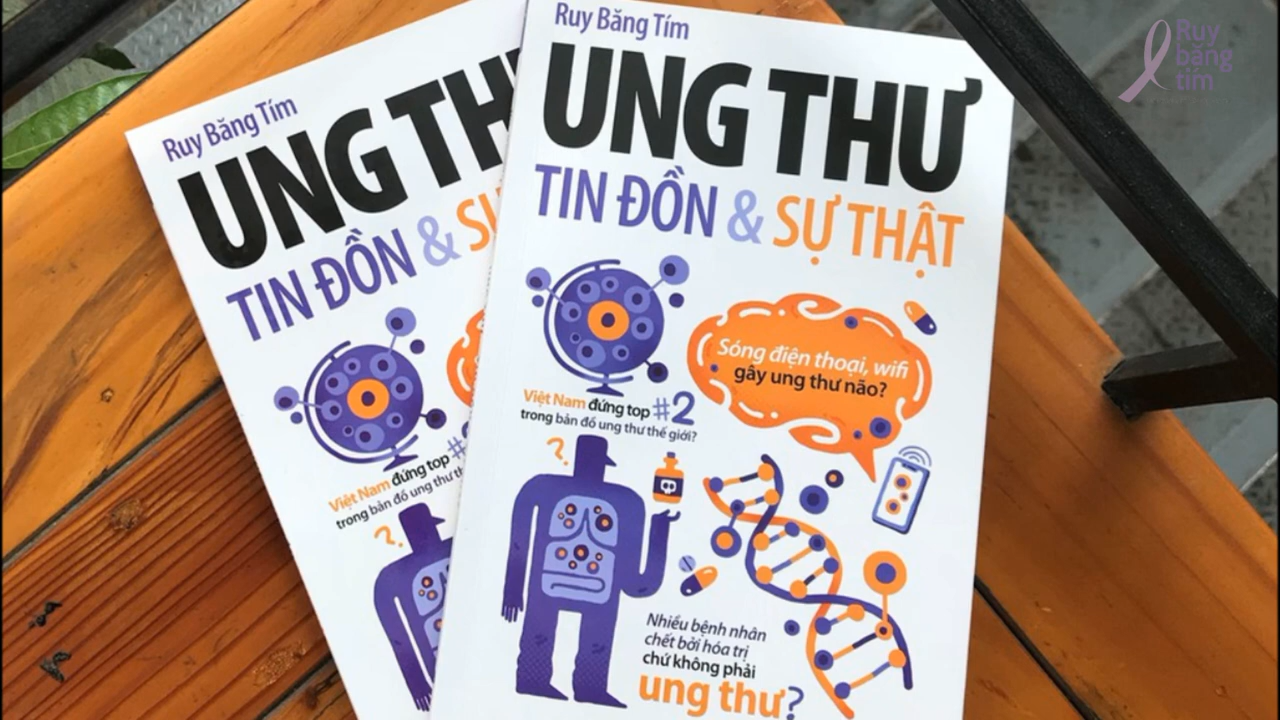 Ruy Băng Tím
UNG THƯ
TIN ĐỒN & SỰ THẬT
Sóng điện thoại, wifi
gây ung thư não?
Việt Nam đứng top #2
trong bản đồ ung thư thế giới?
Nhiều bệnh nhân
chết bởi hóa trị
chứ không phải
ung thư?
Ruy Băng Tím
UNG TH
TIN ĐỒN & SỰ
Việt Nam đứng top #
trong bản đồ ung thư th
Ruy
băng
tím